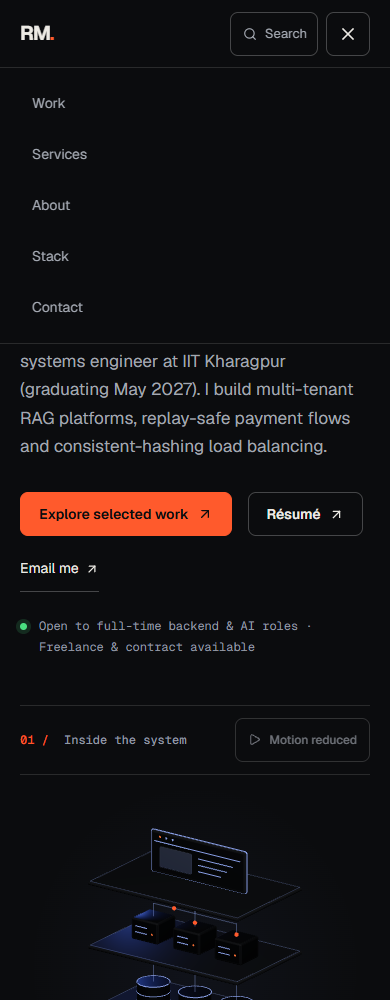 RM.
Search
Work
Services
About
Stack
Contact
systems engineer at IIT Kharagpur
(graduating May 2027). I build multi-tenant
RAG platforms, replay-safe payment flows
and consistent-hashing load balancing.
Explore selected work
Résumé
Email me
Open to full-time backend & AI roles ·
Freelance & contract available
01 / Inside the system
Motion reduced